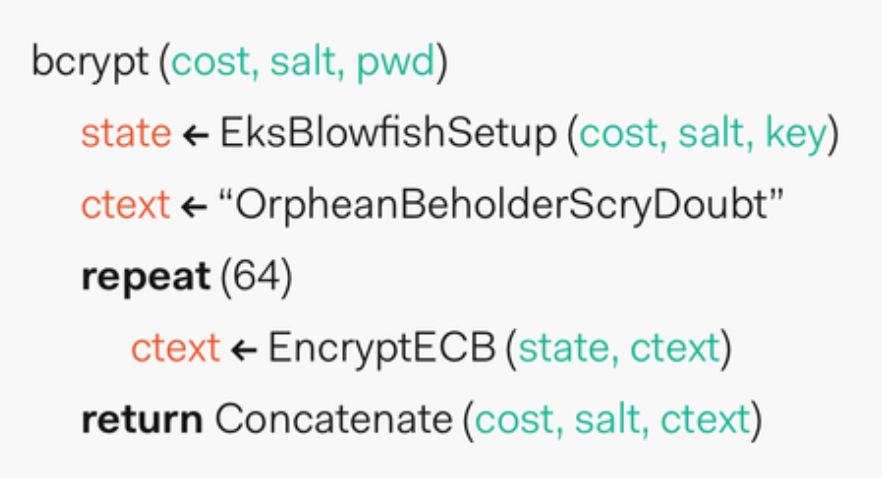 bcrypt (cost, salt, pwd)
state ← EksBlowfishSetup (cost, salt, key)
ctext ← “OrpheanBeholderScryDoubt”
repeat (64)
ctext ← EncryptECB (state, ctext)
return Concatenate (cost, salt, ctext)